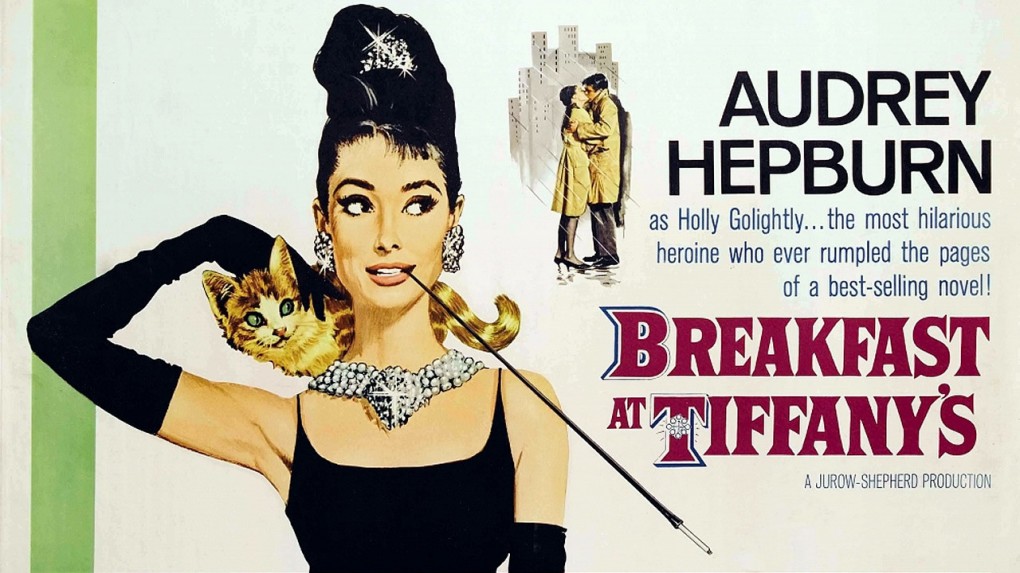 AUDREY
HEPBURN
as Holly Golightly...the most hilarious
heroine who ever rumpled the pages
of a best-selling novel!
BREAKFAST
AT TIFFANY'S
A JUROW-SHEPHERD PRODUCTION